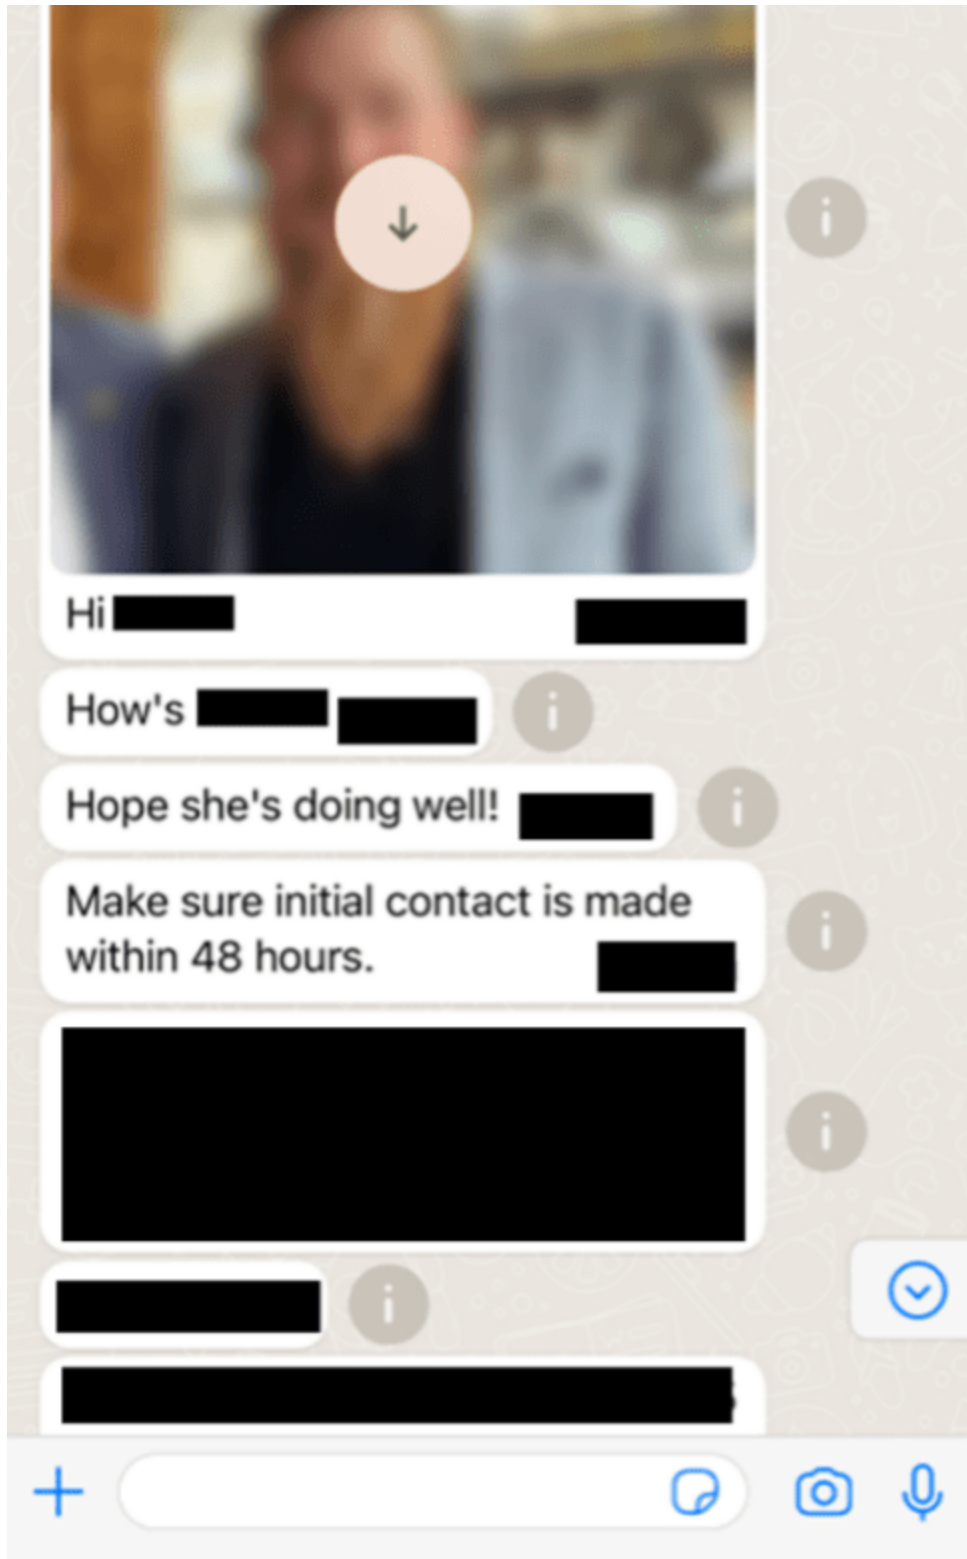 Hi
How's
Hope she's doing well!
Make sure initial contact is made
within 48 hours.